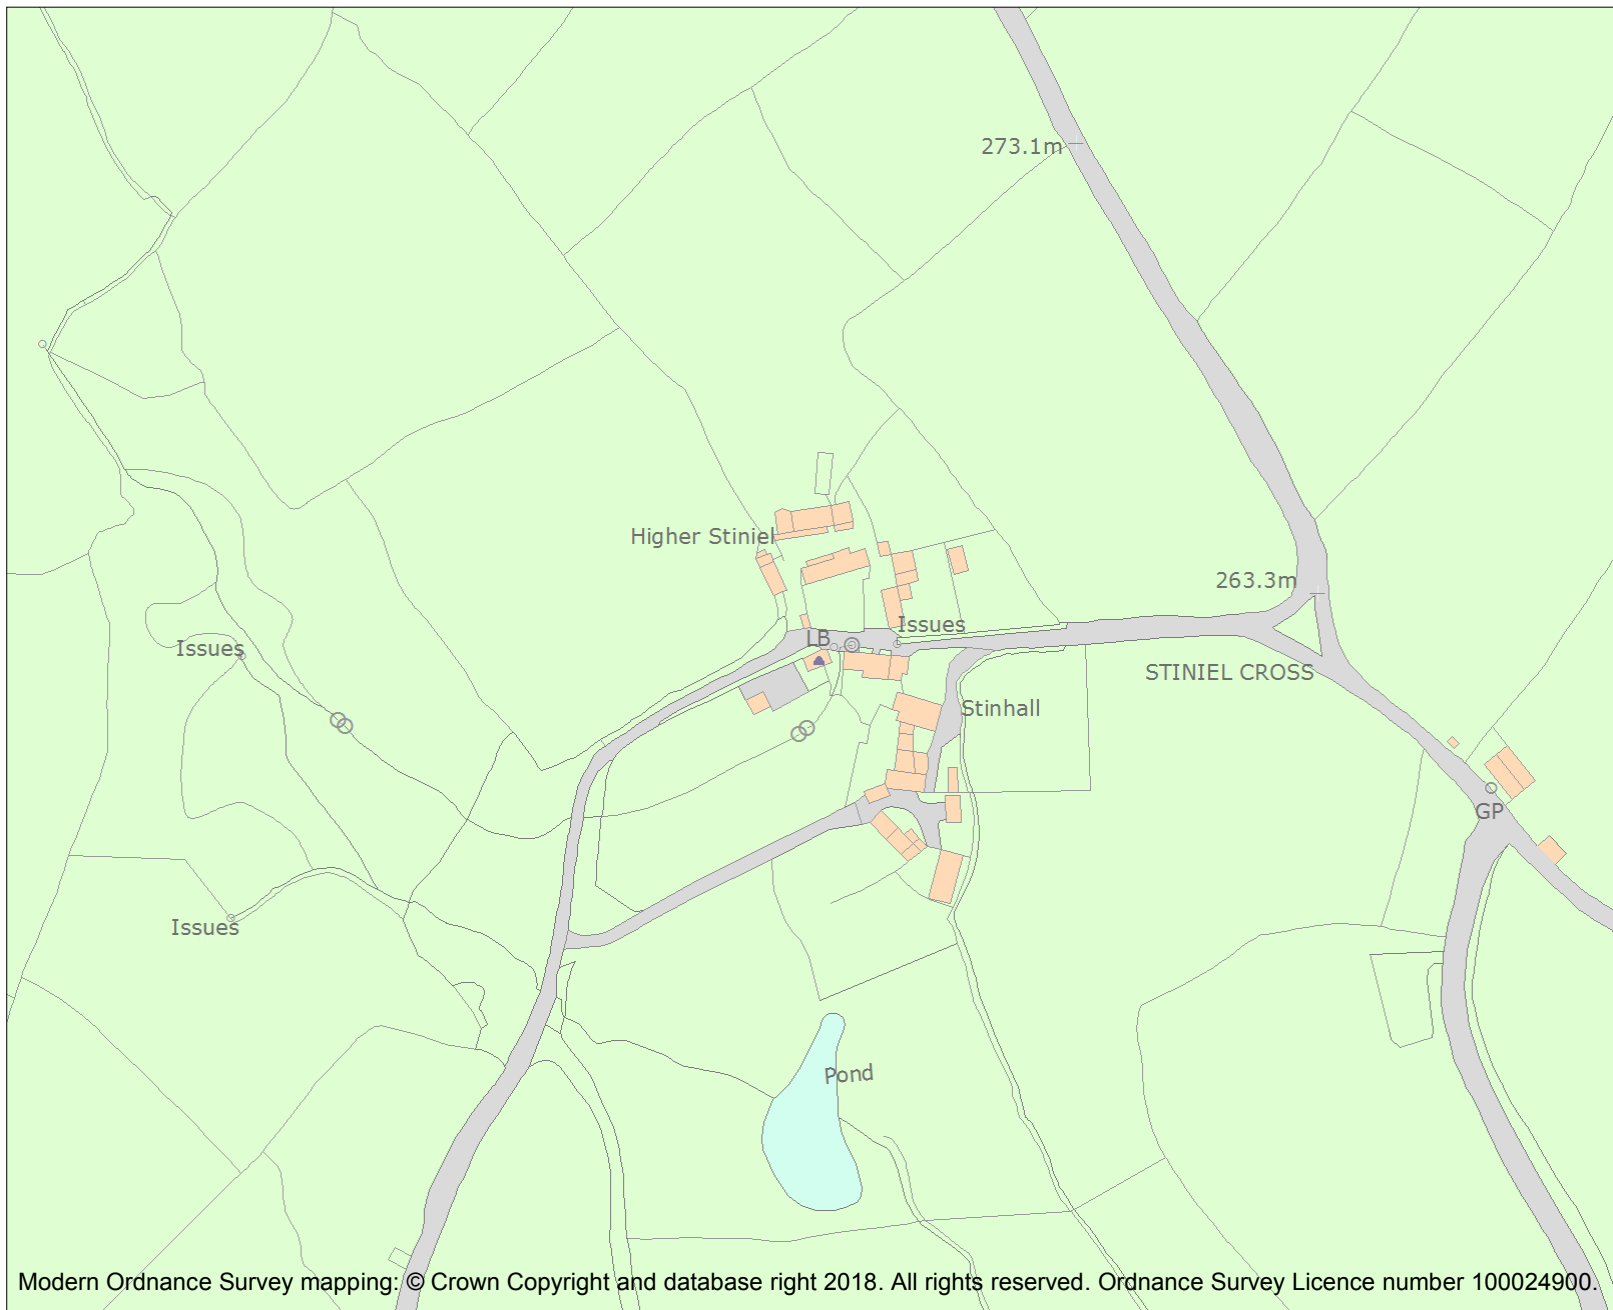 273.1m
Higher Stiniel
263.3m
Issues
LB
Issues
STINIEL CROSS
Stinhall
GP
Issues
Pond
Modern Ordnance Survey mapping: © Crown Copyright and database right 2018. All rights reserved. Ordnance Survey Licence number 100024900.